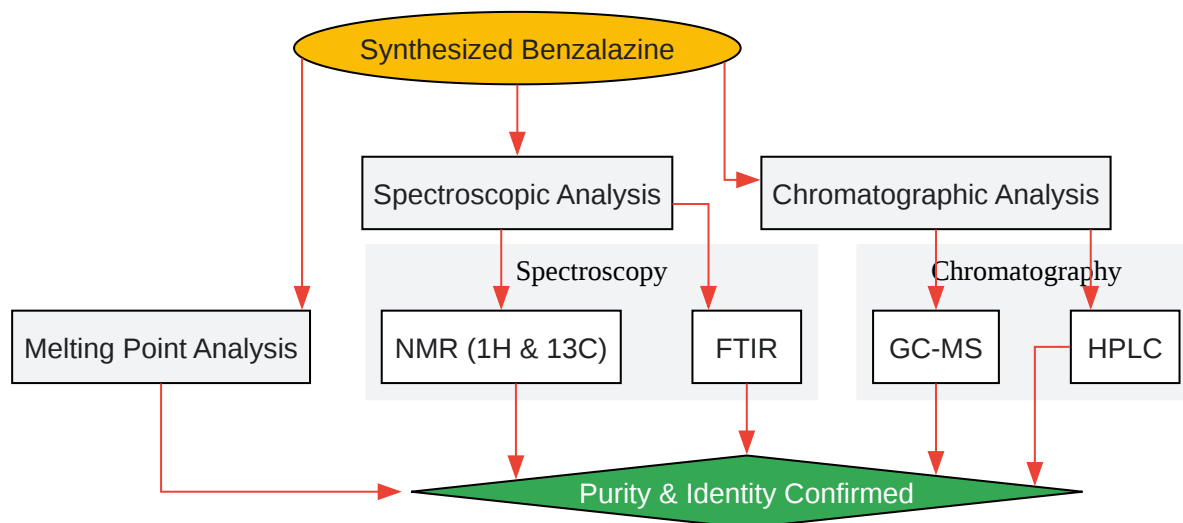 Synthesized Benzalazine
Spectroscopic Analysis
Chromatographic Analysis
Spectroscopy
Chromatography
Melting Point Analysis
NMR (1H & 13C)
FTIR
GC-MS
HPLC
Purity & Identity Confirmed